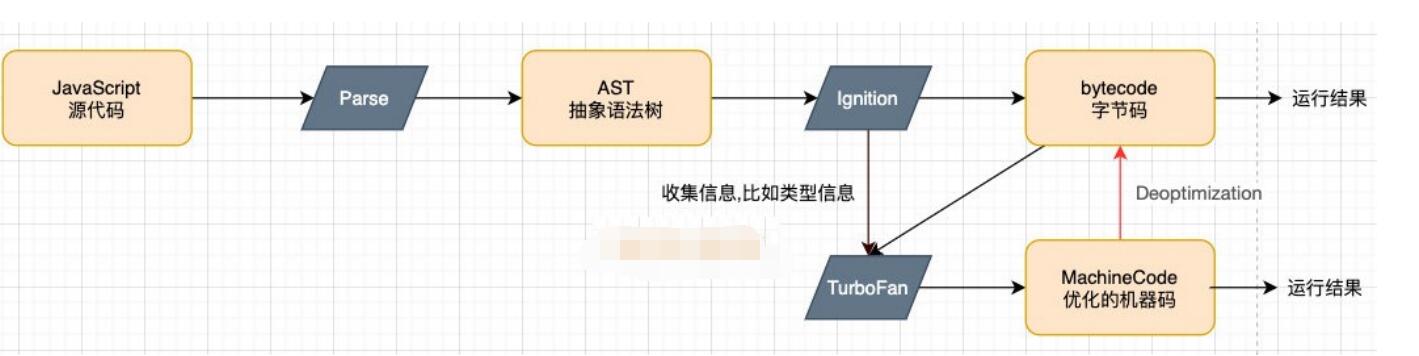 JavaScript
源代码
Parse
AST
抽象语法树
Ignition
bytecode
字节码
运行结果
收集信息,比如类型信息
Deoptimization
TurboFan
MachineCode
优化的机器码
运行结果